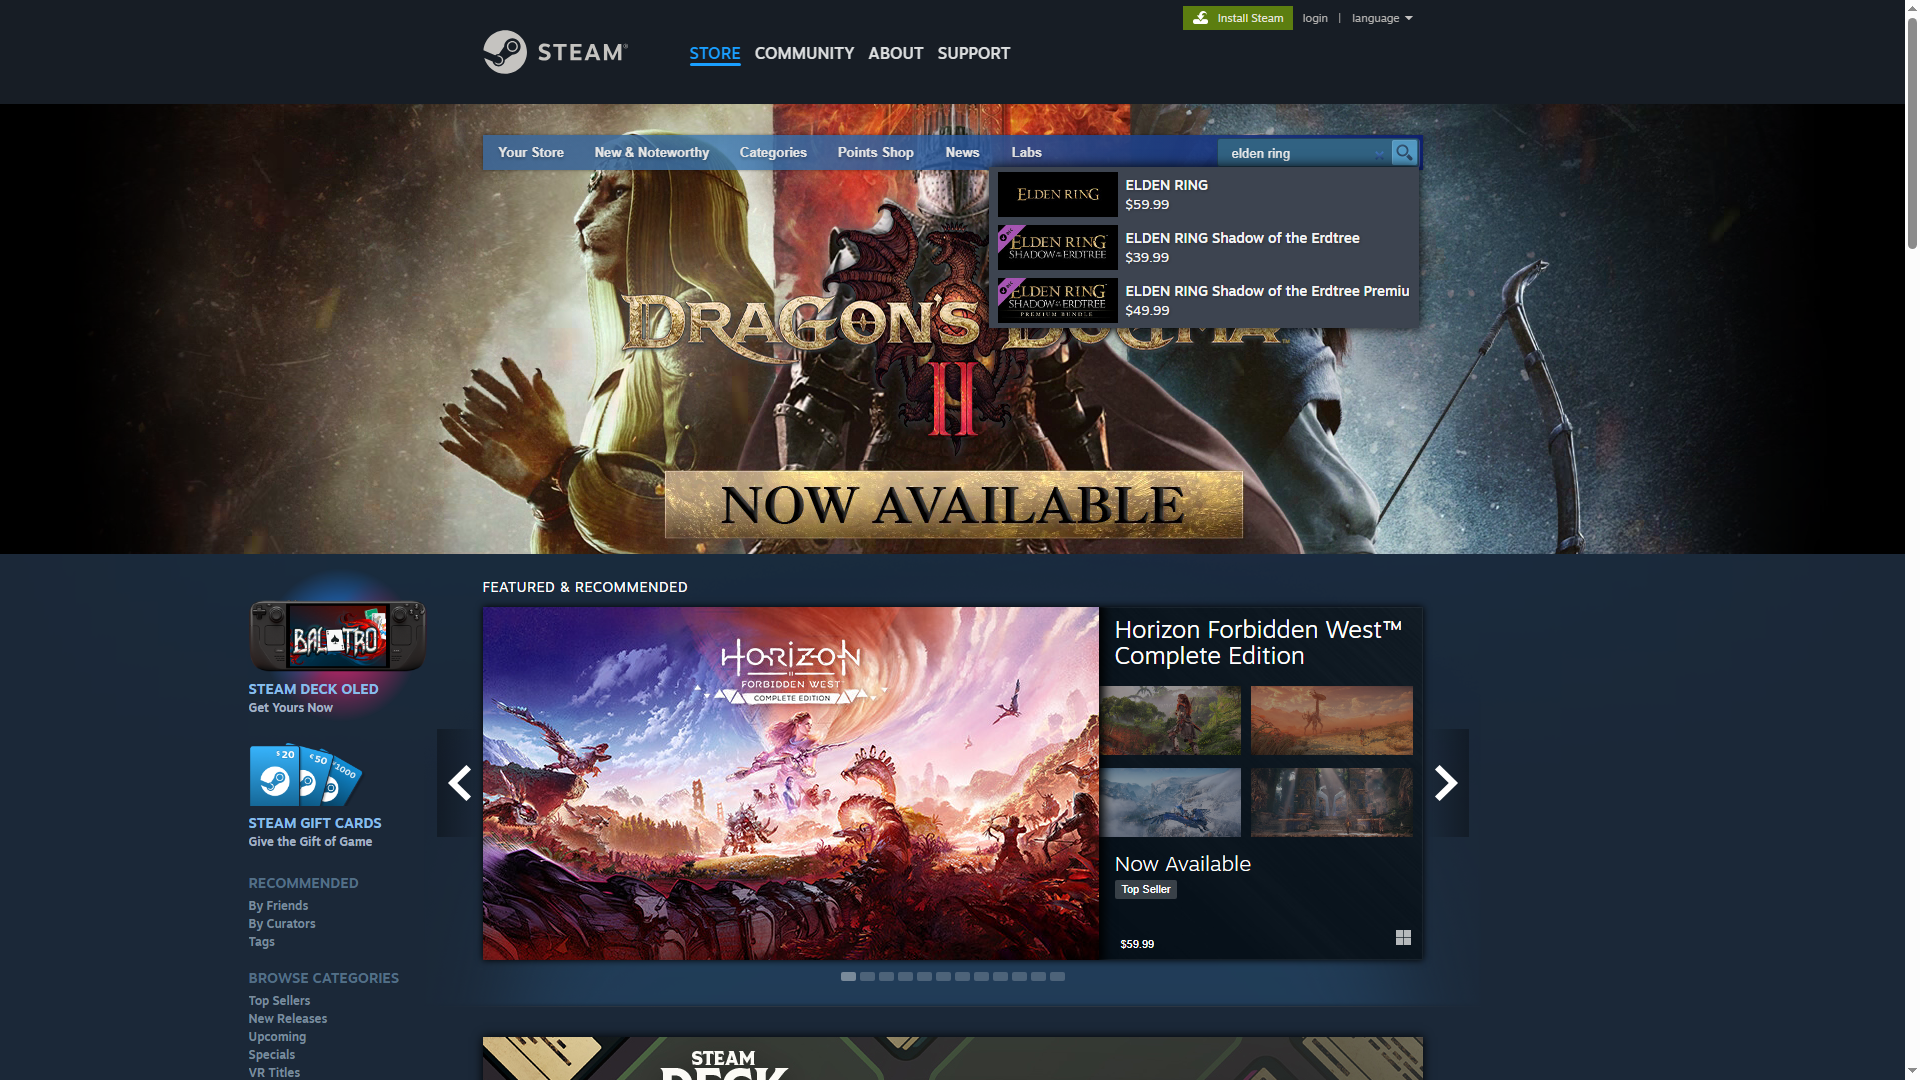 Install Steam
login
|
language
STEAM®
STORE
COMMUNITY
ABOUT
SUPPORT
Your Store
New & Noteworthy
Categories
Points Shop
News
Labs
elden ring
ELDEN RING
ELDEN RING
$59.99
ELDEN RING
SHADOW OF THE ERDTREE
ELDEN RING Shadow of the Erdtree
$39.99
ELDEN RING
SHADOW OF THE ERDTREE
PREMIUM BUNDLE
ELDEN RING Shadow of the Erdtree Premiu
$49.99
DRAGON'S DOGMA
II
NOW AVAILABLE
BALATRO
STEAM DECK OLED
Get Yours Now
$20
€50
¥1000
STEAM GIFT CARDS
Give the Gift of Game
RECOMMENDED
By Friends
By Curators
Tags
BROWSE CATEGORIES
Top Sellers
New Releases
Upcoming
Specials
VR Titles
FEATURED & RECOMMENDED
HORIZON
II
FORBIDDEN WEST™
COMPLETE EDITION
Horizon Forbidden West™
Complete Edition
Now Available
Top Seller
$59.99
STEAM
DECK